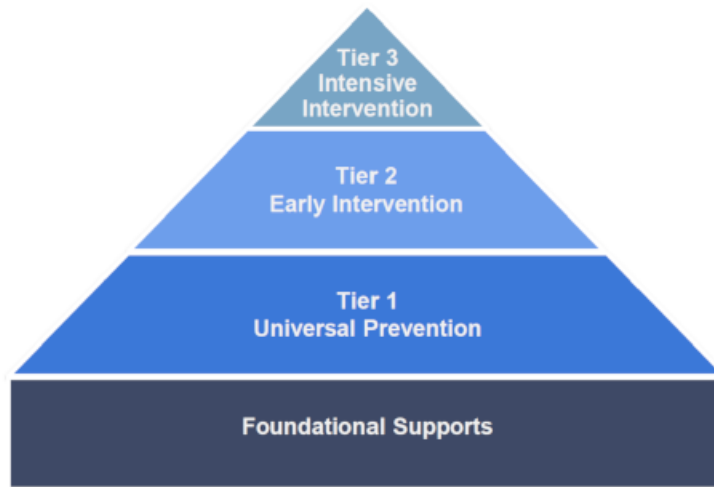 Tier 3
Intensive
Intervention
Tier 2
Early Intervention
Tier 1
Universal Prevention
Foundational Supports